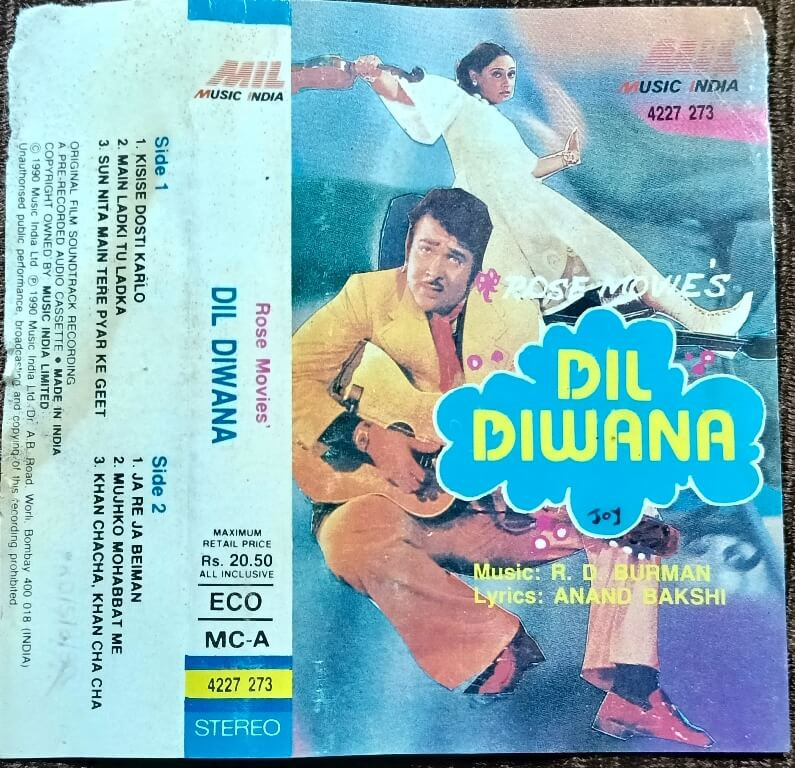 MIL
MUSIC INDIA
Side 1
1. KISISE DOSTI KARLO
2. MAIN LADKI TU LADKA
3. SUN NITA MAIN TERE PYAR KE GEET
Side 2
1. JA RE JA BEIMAN
2. MUJHKO MOHABBAT ME
3. KHAN CHACHA, KHAN CHA CHA
ORIGINAL FILM SOUNDTRACK RECORDING
A PRE-RECORDED AUDIO CASSETTE • MADE IN INDIA
COPYRIGHT OWNED BY MUSIC INDIA LIMITED
© 1990 Music India Ltd ℗ 1990 Music India Ltd. Dr. A.B. Road, Worli, Bombay 400 018 (INDIA)
Unauthorised public performance, broadcasting and copying of this recording prohibited.
Rose Movies'
DIL DIWANA
MAXIMUM
RETAIL PRICE
Rs. 20.50
ALL INCLUSIVE
ECO
MC-A
4227 273
STEREO
MIL
MUSIC INDIA
4227 273
ROSE MOVIE'S
DIL
DIWANA
JOY
Music: R. D. BURMAN
Lyrics: ANAND BAKSHI